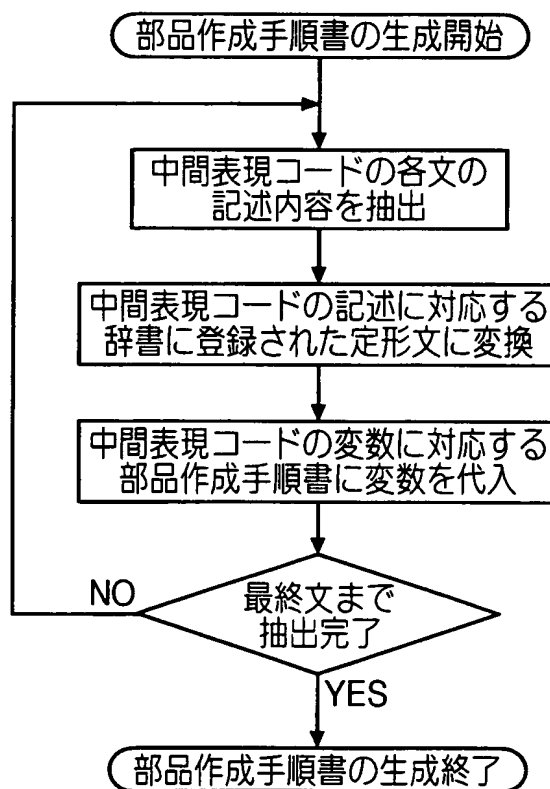 部品作成手順書の生成開始
中間表現コードの各文の
記述内容を抽出
中間表現コードの記述に対応する
辞書に登録された定形文に変換
中間表現コードの変数に対応する
部品作成手順書に変数を代入
最終文まで
抽出完了
NO
YES
部品作成手順書の生成終了